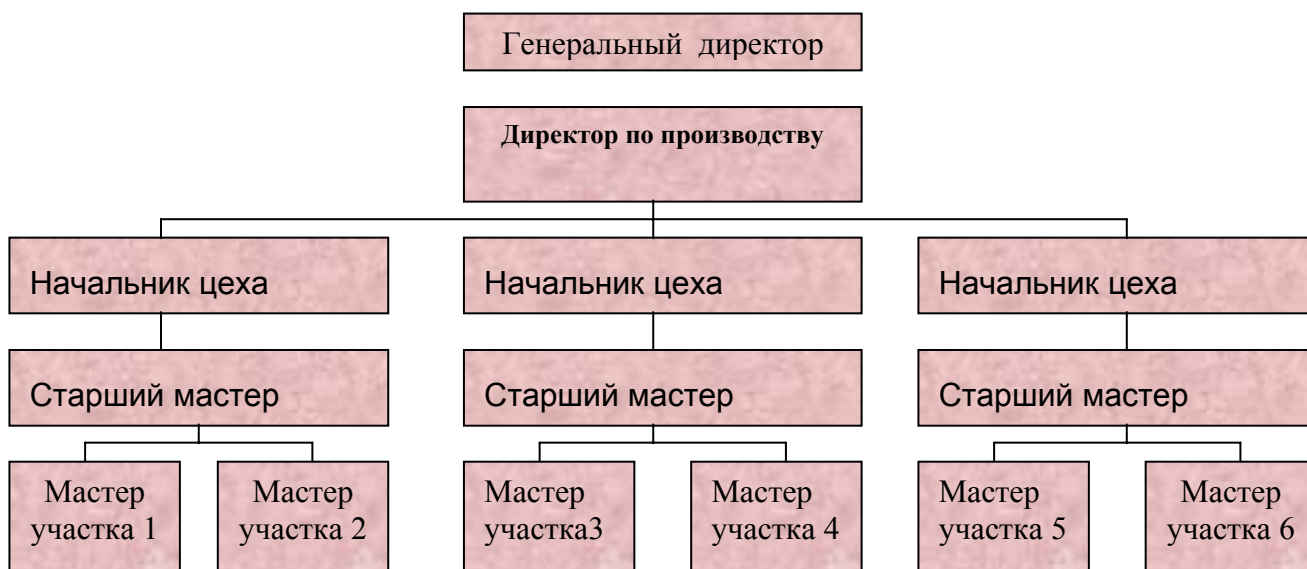 Генеральный директор
Директор по производству
Начальник цеха
Начальник цеха
Начальник цеха
Старший мастер
Старший мастер
Старший мастер
Мастер
участка 1
Мастер
участка 2
Мастер
участка3
Мастер
участка 4
Мастер
участка 5
Мастер
участка 6